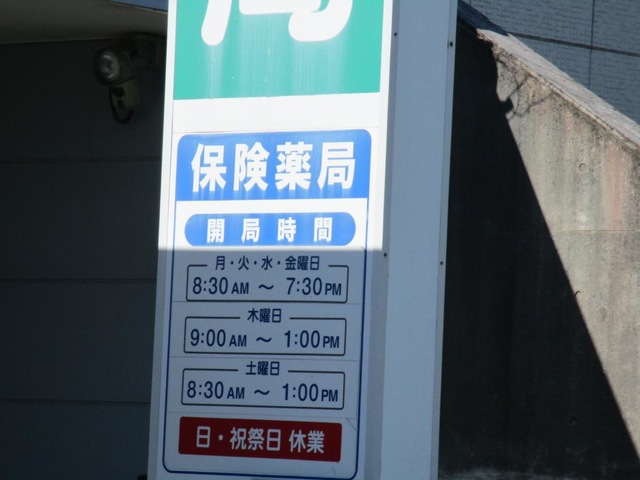 保険薬局
開局時間
月・火・水・金曜日
8:30AM ～ 7:30PM
木曜日
9:00AM ～ 1:00PM
土曜日
8:30AM ～ 1:00PM
日・祝祭日 休業